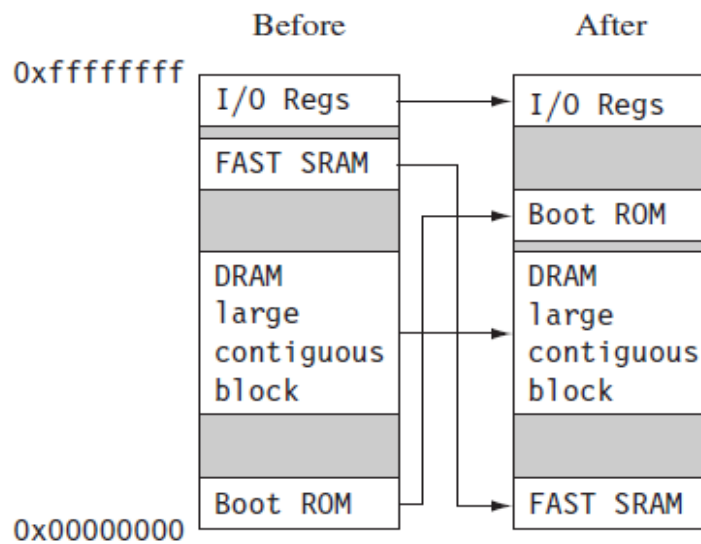 Before
After
0xffffffff
I/O Regs
I/O Regs
FAST SRAM
Boot ROM
DRAM
large
contiguous
block
DRAM
large
contiguous
block
Boot ROM
FAST SRAM
0x00000000